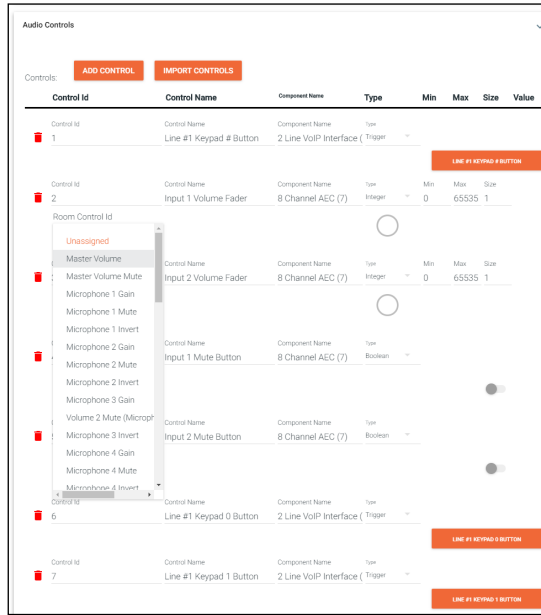 Audio Controls
Controls: ADD CONTROL IMPORT CONTROLS
Control Id Control Name Component Name Type Min Max Size Value
Control Id Control Name Component Name Type
1 Line #1 Keypad # Button 2 Line VoIP Interface ( Trigger
LINE #1 KEYPAD # BUTTON
Control Id Control Name Component Name Type Min Max Size
2 Input 1 Volume Fader 8 Channel AEC (7) Integer 0 65535 1
Room Control Id
Unassigned
Master Volume
Master Volume Mute
Microphone 1 Gain
Microphone 1 Mute
Microphone 1 Invert
Microphone 2 Gain
Microphone 2 Mute
Microphone 2 Invert
Microphone 3 Gain
Volume 2 Mute (Microph
Microphone 3 Invert
Microphone 4 Gain
Microphone 4 Mute
Microphone 4 Invert
Control Name Component Name Type Min Max Size
Input 2 Volume Fader 8 Channel AEC (7) Integer 0 65535 1
Control Name Component Name Type
Input 1 Mute Button 8 Channel AEC (7) Boolean
Control Name Component Name Type
Input 2 Mute Button 8 Channel AEC (7) Boolean
Control Id Control Name Component Name Type
6 Line #1 Keypad 0 Button 2 Line VoIP Interface ( Trigger
LINE #1 KEYPAD 0 BUTTON
Control Id Control Name Component Name Type
7 Line #1 Keypad 1 Button 2 Line VoIP Interface ( Trigger
LINE #1 KEYPAD 1 BUTTON